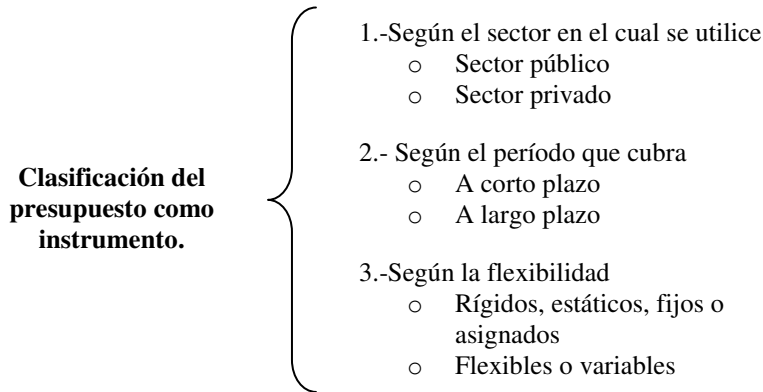 Clasificación del
presupuesto como
instrumento.
1.-Según el sector en el cual se utilice
o Sector público
o Sector privado
2.- Según el período que cubra
o A corto plazo
o A largo plazo
3.-Según la flexibilidad
o Rígidos, estáticos, fijos o
asignados
o Flexibles o variables